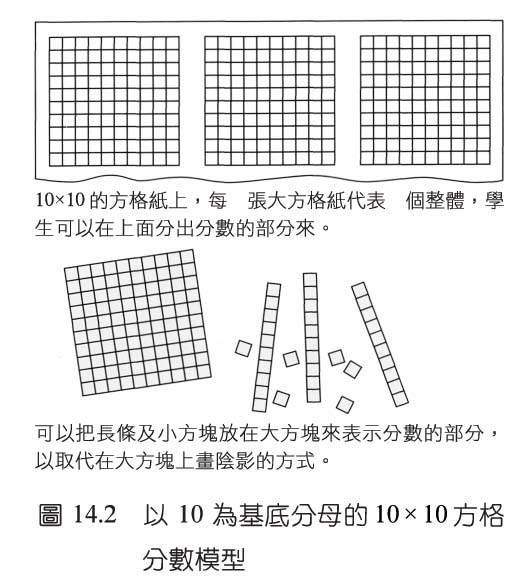 10×10 的方格紙上，每　張大方格紙代表　個整體，學
生可以在上面分出分數的部分來。
可以把長條及小方塊放在大方塊來表示分數的部分，
以取代在大方塊上畫陰影的方式。
圖 14.2　以 10 為基底分母的 10 × 10 方格
分數模型